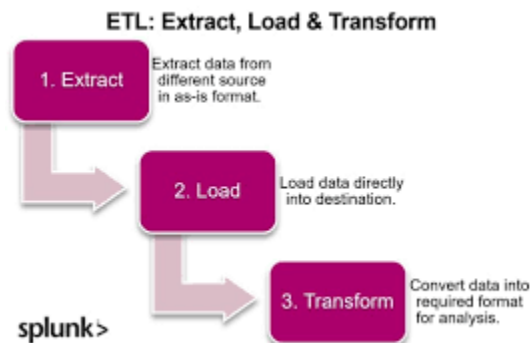 ETL: Extract, Load & Transform
1. Extract
Extract data from
different source
in as-is format.
2. Load
Load data directly
into destination.
3. Transform
Convert data into
required format
for analysis.
splunk>